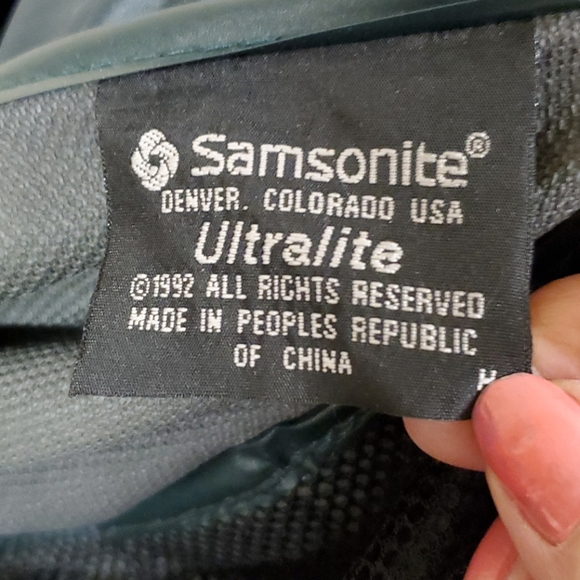 Samsonite®
DENVER. COLORADO USA
Ultralite
©1992 ALL RIGHTS RESERVED
MADE IN PEOPLES REPUBLIC
OF CHINA
H